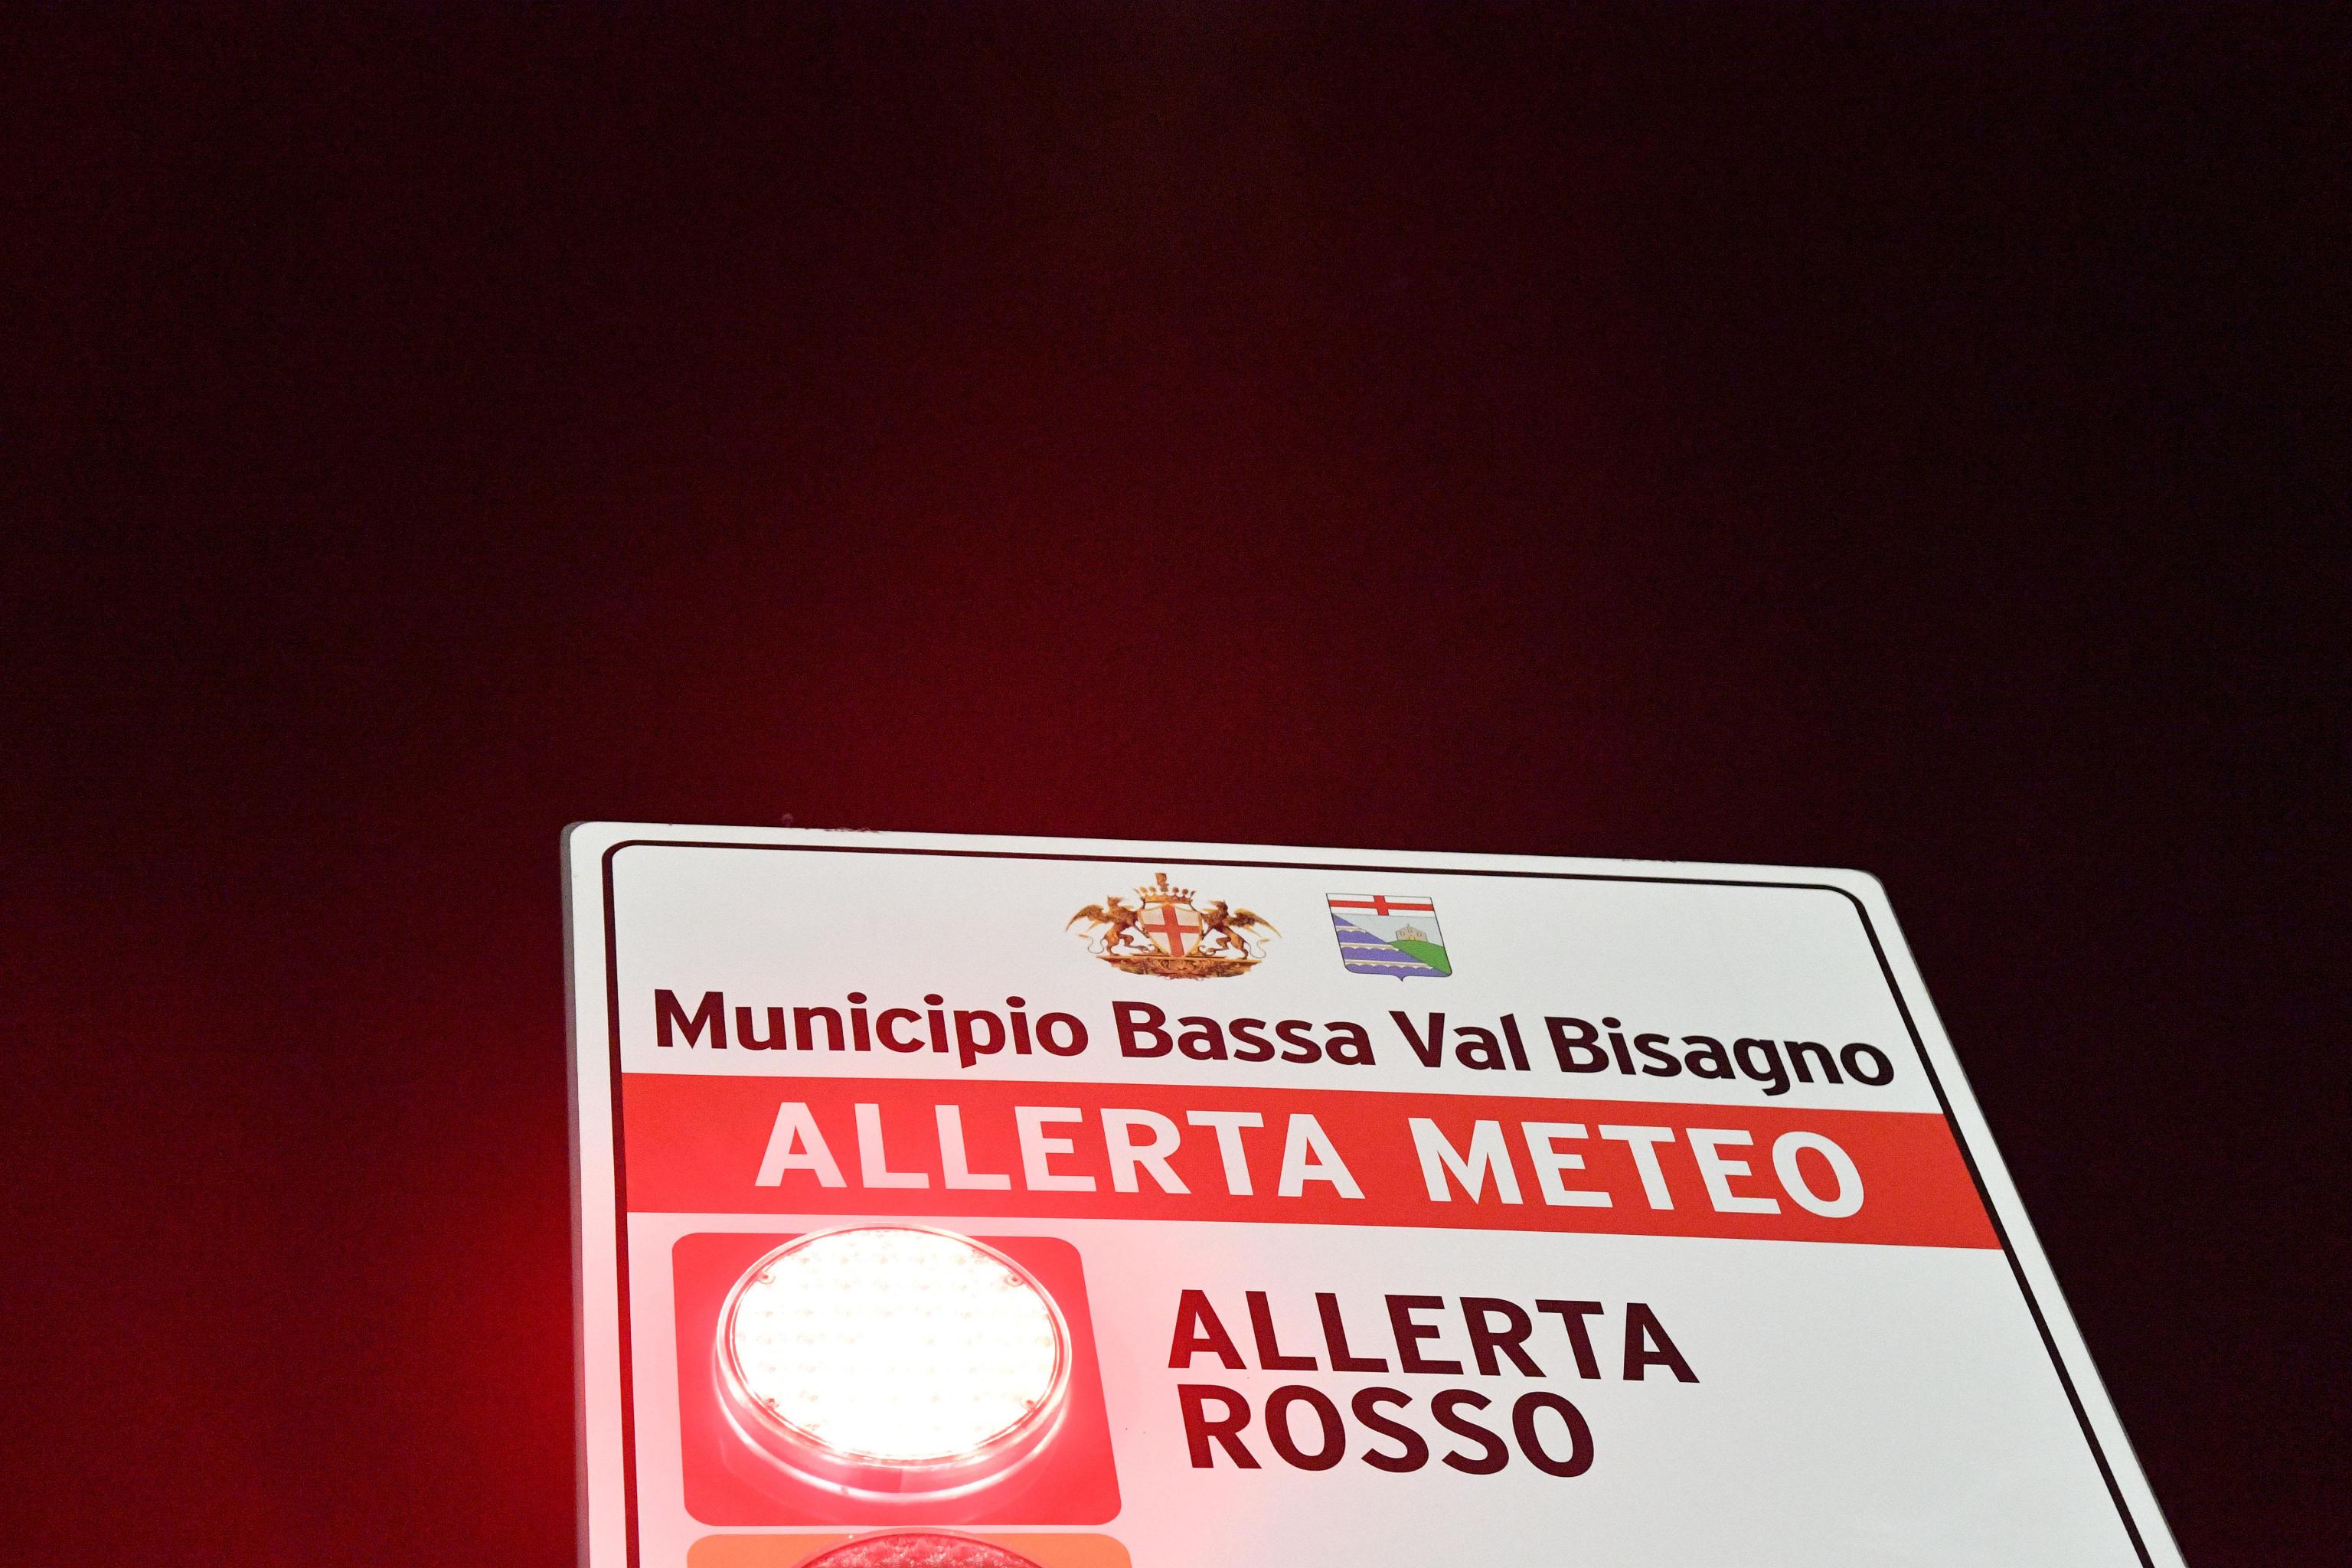 Municipio Bassa Val Bisagno
ALLERTA METEO
ALLERTA
ROSSO